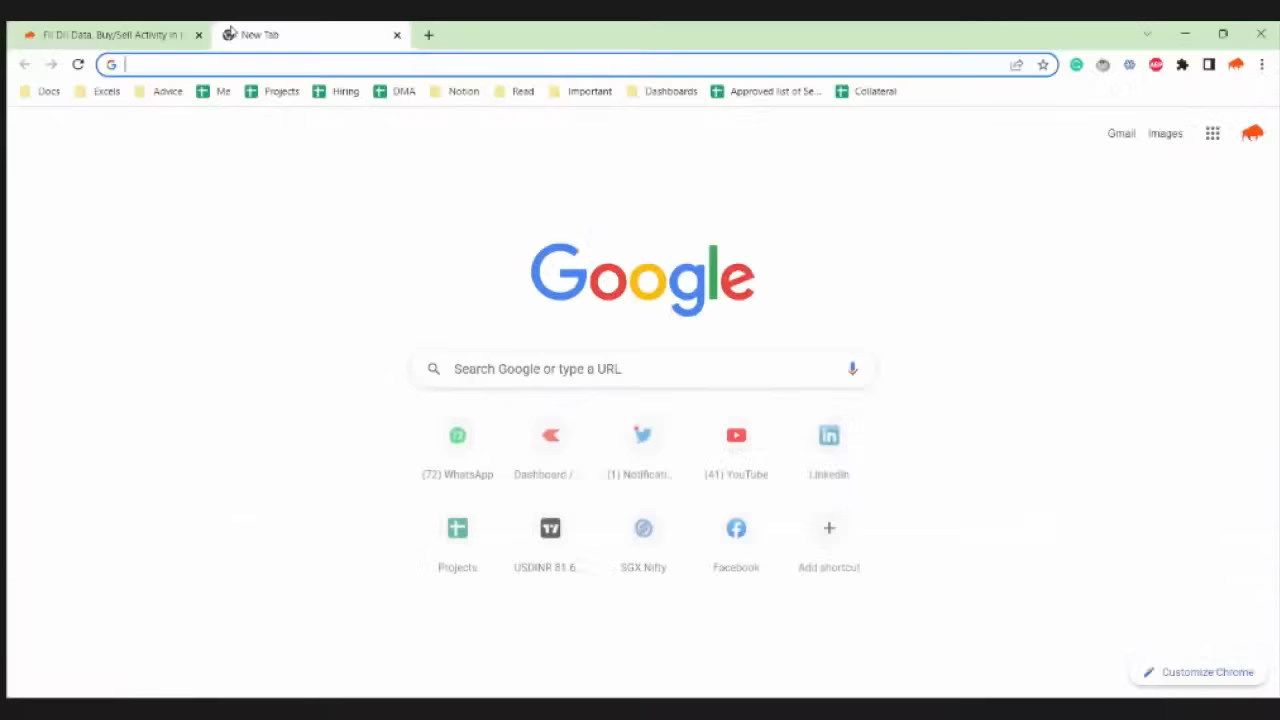 FII DII Data, Buy/Sell Activity in I
New Tab
Docs Excels Advice Me Projects Hiring DMA Notion Read Important Dashboards Approved list of Se... Collateral
Gmail Images
Google
Search Google or type a URL
(72) WhatsApp Dashboard /... (1) Notificati... (41) YouTube LinkedIn
Projects USDINR 81.6... SGX Nifty Facebook Add shortcut
Customize Chrome